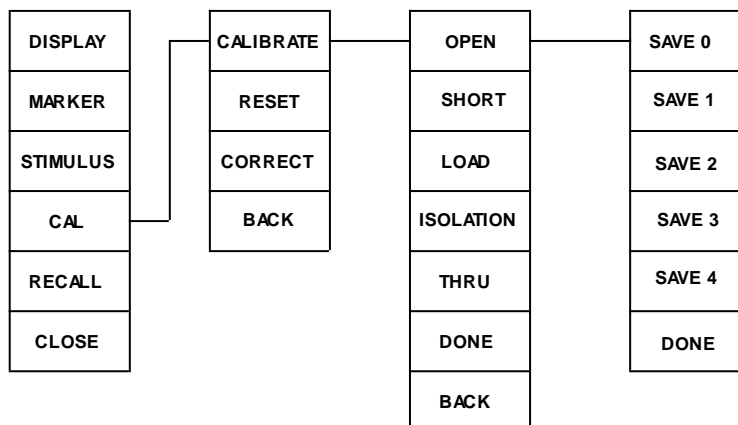 DISPLAY
MARKER
STIMULUS
CAL
RECALL
CLOSE
CALIBRATE
RESET
CORRECT
BACK
OPEN
SHORT
LOAD
ISOLATION
THRU
DONE
BACK
SAVE 0
SAVE 1
SAVE 2
SAVE 3
SAVE 4
DONE